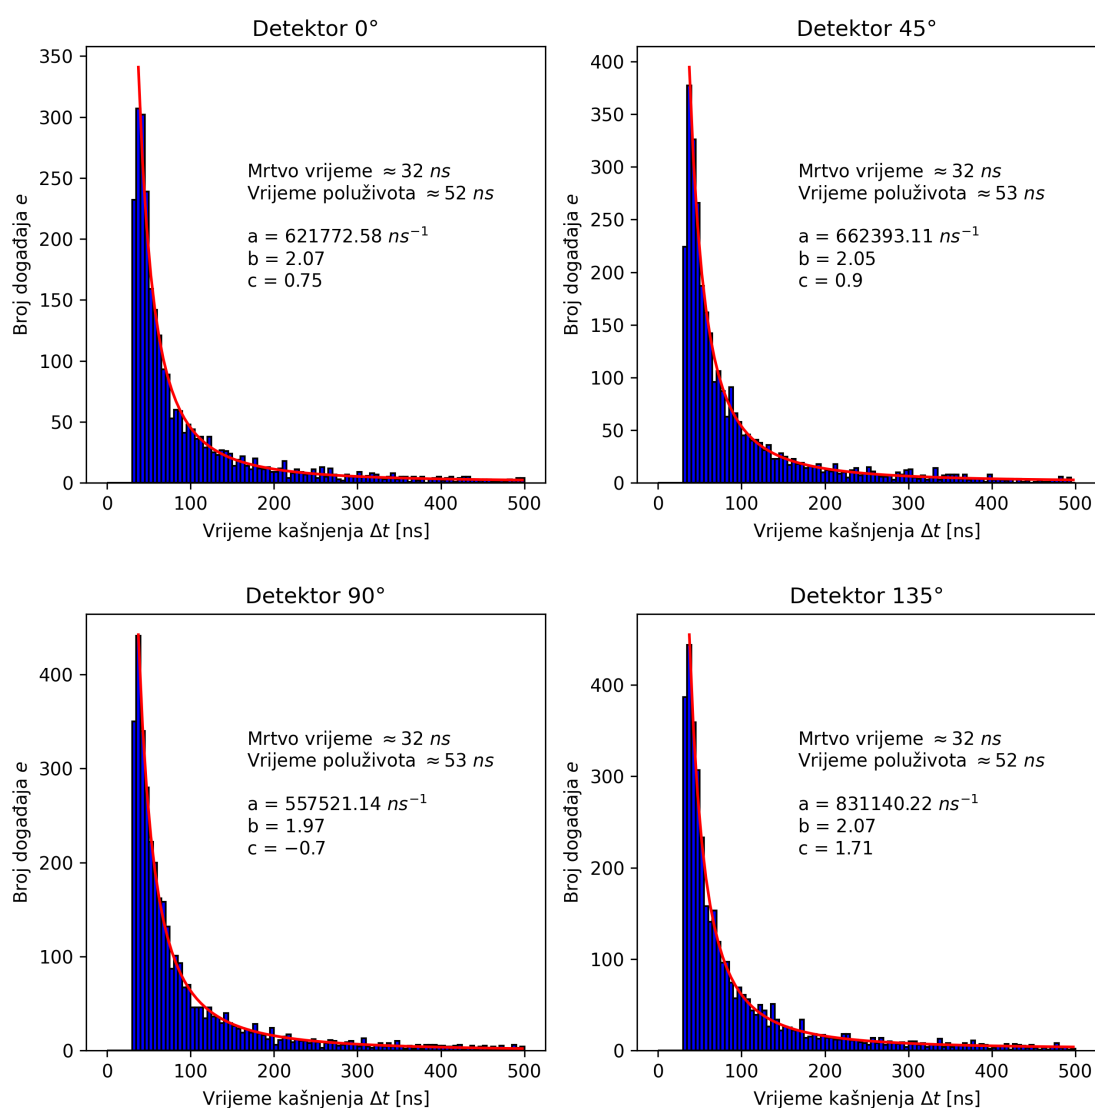 Detektor 0°
Broj događaja e
350
300
250
200
150
100
50
0
Mrtvo vrijeme ≈ 32 ns
Vrijeme poluživota ≈ 52 ns
a = 621772.58 ns⁻¹
b = 2.07
c = 0.75
0 100 200 300 400 500
Vrijeme kašnjenja Δt [ns]
Detektor 45°
Broj događaja e
400
350
300
250
200
150
100
50
0
Mrtvo vrijeme ≈ 32 ns
Vrijeme poluživota ≈ 53 ns
a = 662393.11 ns⁻¹
b = 2.05
c = 0.9
0 100 200 300 400 500
Vrijeme kašnjenja Δt [ns]
Detektor 90°
Broj događaja e
400
300
200
100
0
Mrtvo vrijeme ≈ 32 ns
Vrijeme poluživota ≈ 53 ns
a = 557521.14 ns⁻¹
b = 1.97
c = −0.7
0 100 200 300 400 500
Vrijeme kašnjenja Δt [ns]
Detektor 135°
Broj događaja e
400
300
200
100
0
Mrtvo vrijeme ≈ 32 ns
Vrijeme poluživota ≈ 52 ns
a = 831140.22 ns⁻¹
b = 2.07
c = 1.71
0 100 200 300 400 500
Vrijeme kašnjenja Δt [ns]